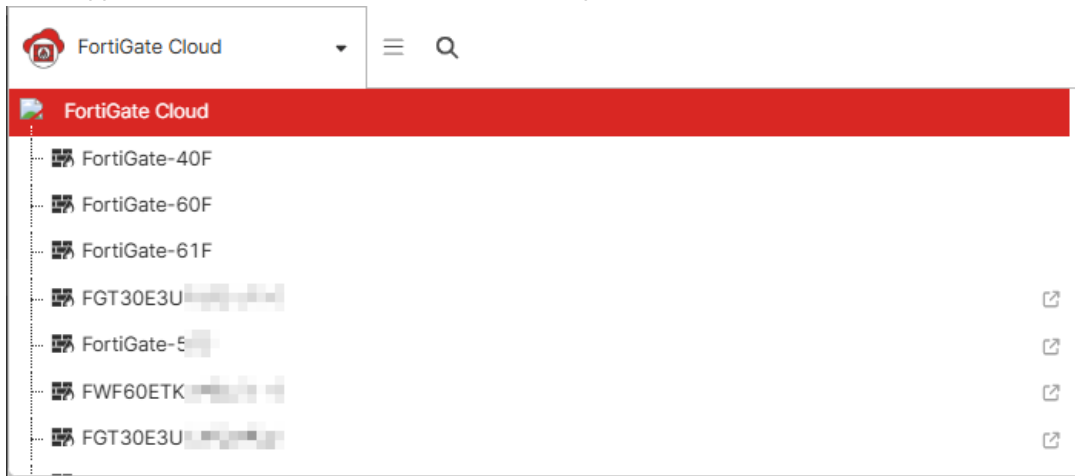 FortiGate Cloud
FortiGate Cloud
FortiGate-40F
FortiGate-60F
FortiGate-61F
FGT30E3U
FortiGate-5
FWF60ETK
FGT30E3U